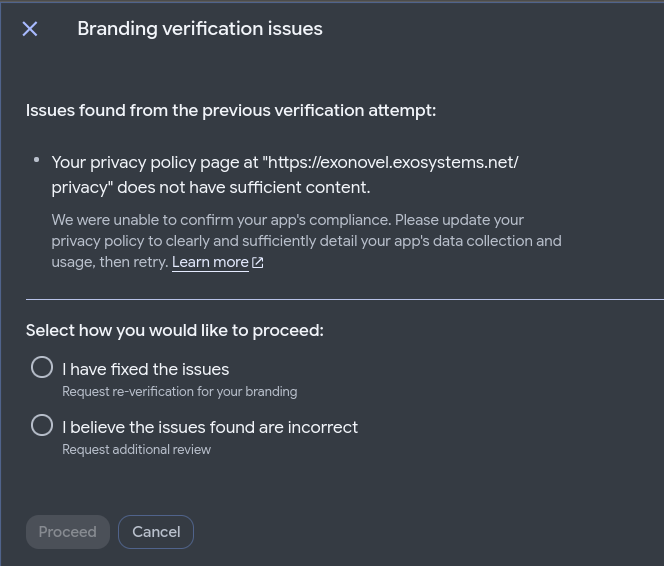 Branding verification issues
Issues found from the previous verification attempt:
• Your privacy policy page at "https://exonovel.exosystems.net/
privacy" does not have sufficient content.
We were unable to confirm your app's compliance. Please update your
privacy policy to clearly and sufficiently detail your app's data collection and
usage, then retry. Learn more
Select how you would like to proceed:
I have fixed the issues
Request re-verification for your branding
I believe the issues found are incorrect
Request additional review
Proceed Cancel